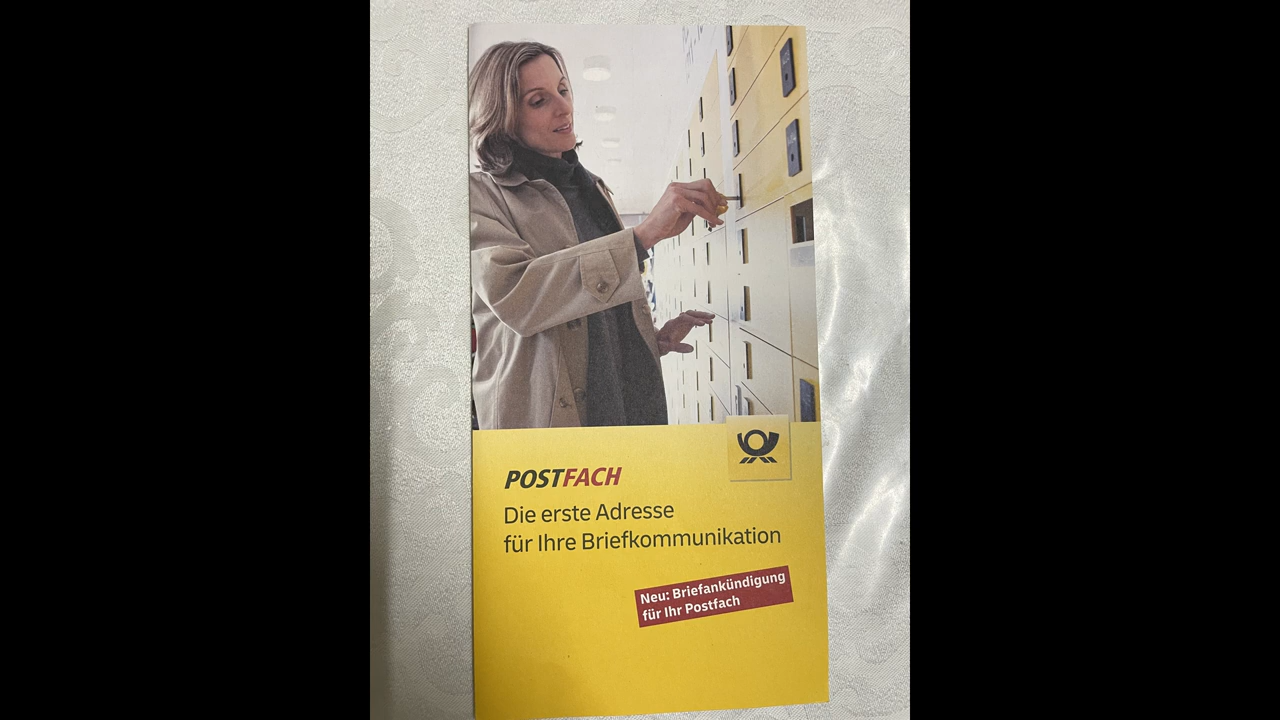 POSTFACH
Die erste Adresse
für Ihre Briefkommunikation
Neu: Briefankündigung
für Ihr Postfach